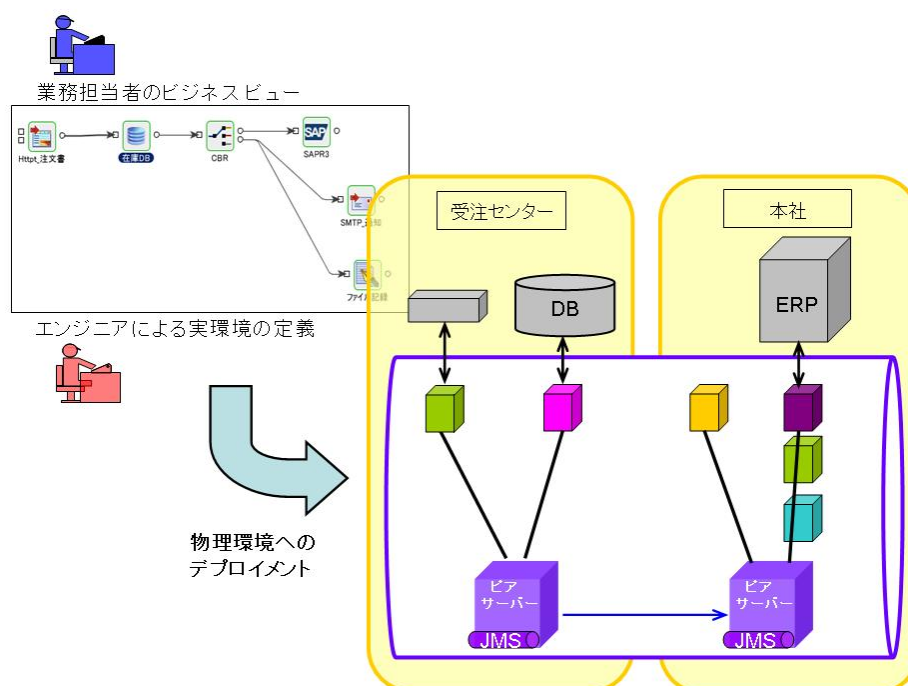 業務担当者のビジネスビュー
Httpt_注文書
在庫DB
CBR
SAP
SAPR3
SMTP_通知
ファイル記録
エンジニアによる実環境の定義
受注センター
本社
DB
ERP
物理環境への
デプロイメント
ピア
サーバー
JMS
ピア
サーバー
JMS